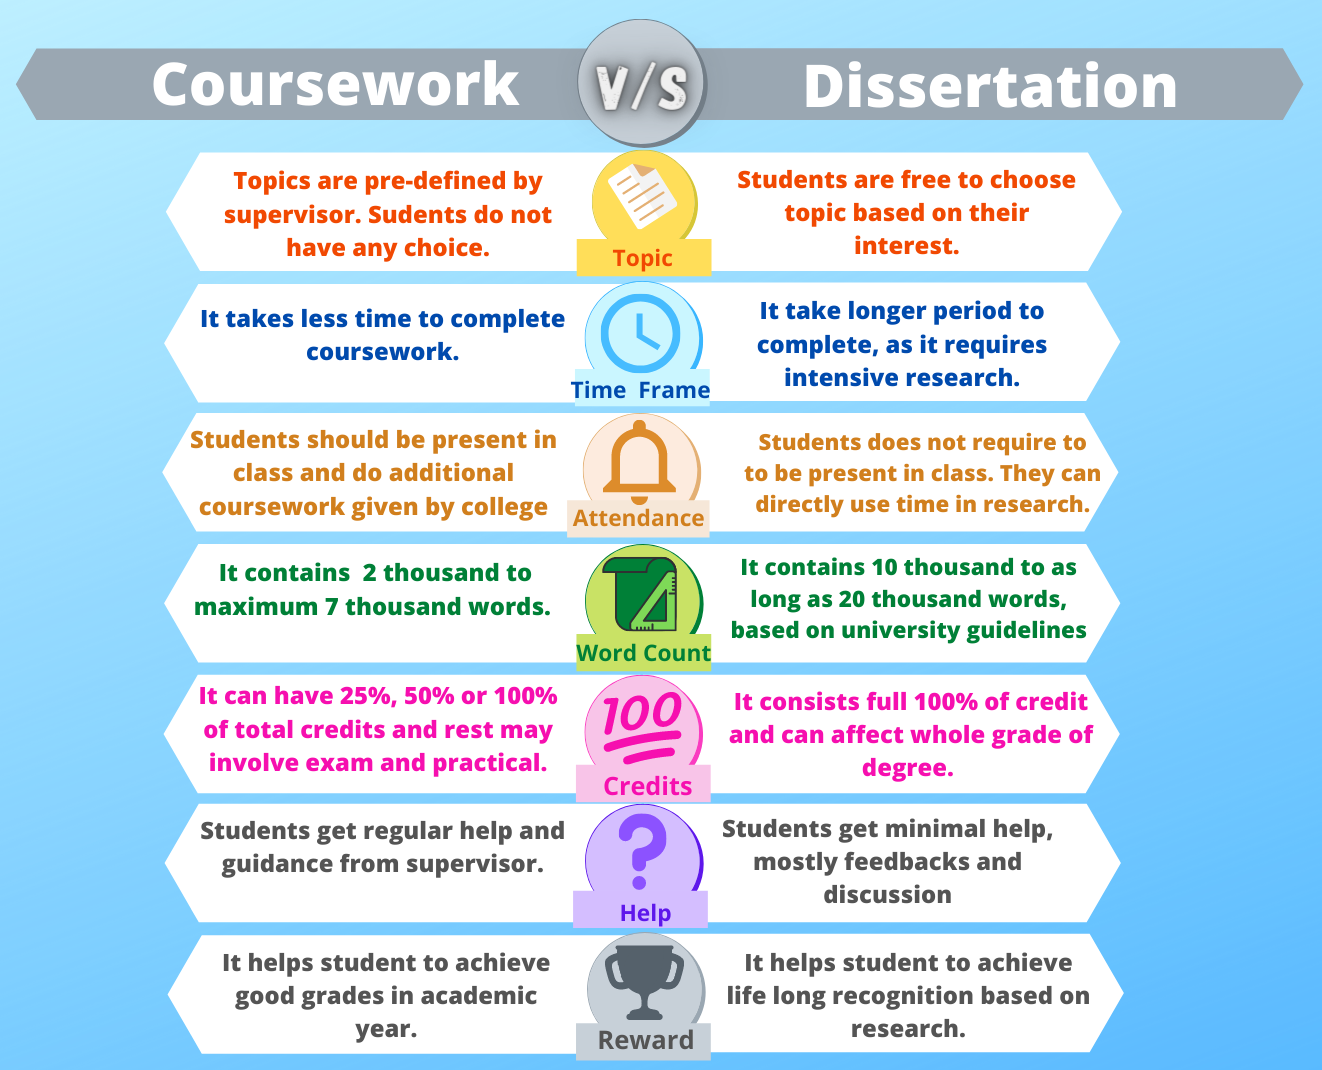 Coursework
V/S
Dissertation
Topics are pre-defined by
supervisor. Sudents do not
have any choice.
Topic
Students are free to choose
topic based on their
interest.
It takes less time to complete
coursework.
Time  Frame
It take longer period to
complete, as it requires
intensive research.
Students should be present in
class and do additional
coursework given by college
Attendance
Students does not require to
to be present in class. They can
directly use time in research.
It contains  2 thousand to
maximum 7 thousand words.
Word Count
It contains 10 thousand to as
long as 20 thousand words,
based on university guidelines
It can have 25%, 50% or 100%
of total credits and rest may
involve exam and practical.
100
Credits
It consists full 100% of credit
and can affect whole grade of
degree.
Students get regular help and
guidance from supervisor.
?
Help
Students get minimal help,
mostly feedbacks and
discussion
It helps student to achieve
good grades in academic
year.
Reward
It helps student to achieve
life long recognition based on
research.